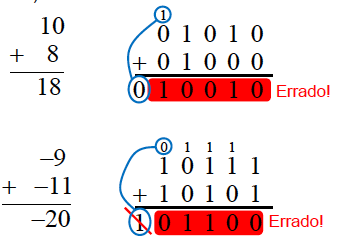 1
10 0 1 0 1 0
+ 8 + 0 1 0 0 0
18 0 1 0 0 1 0 Errado!
0 1 1 1
–9 1 0 1 1 1
+ –11 + 1 0 1 0 1
–20 1 0 1 1 0 0 Errado!